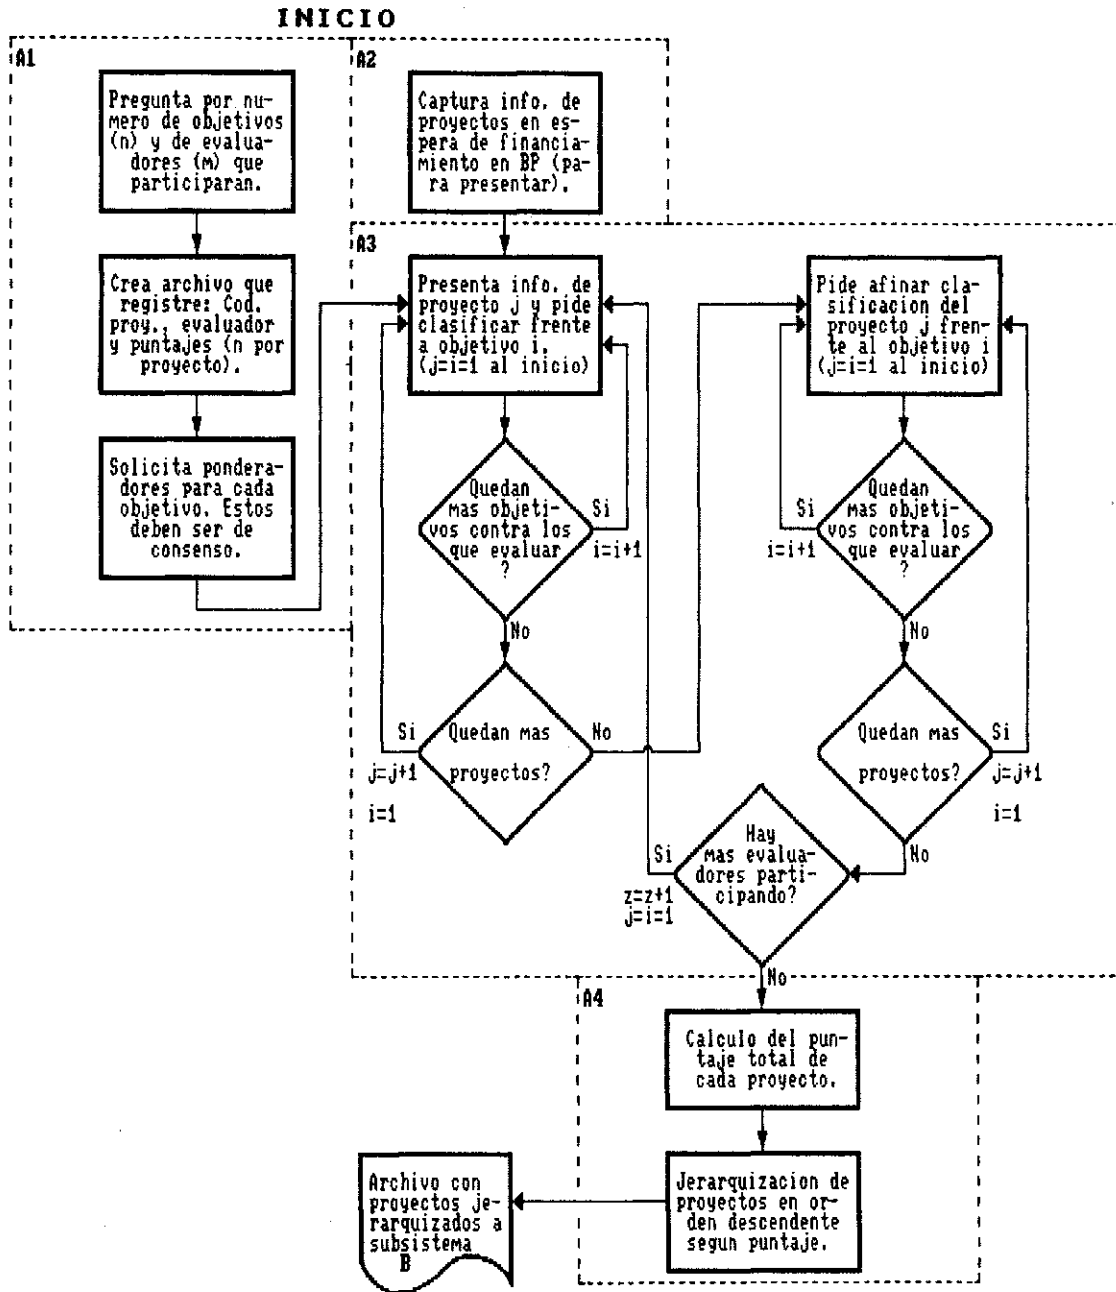 INICIO
A1
Pregunta por nu-
mero de objetivos
(n) y de evalua-
dores (m) que
participaran.
Crea archivo que
registre: Cod.
proy., evaluador
y puntajes (n por
proyecto).
Solicita pondera-
dores para cada
objetivo. Estos
deben ser de
consenso.
A2
Captura info. de
proyectos en es-
pera de financia-
miento en BP (pa-
ra presentar).
A3
Presenta info. de
proyecto j y pide
clasificar frente
a objetivo i.
(j=i=1 al inicio)
Quedan
mas objeti-
vos contra los
que evaluar
?
Si
i=i+1
No
Quedan mas
proyectos?
Si
j=j+1
i=1
No
Pide afinar cla-
sificacion del
proyecto j fren-
te al objetivo i
(j=i=1 al inicio)
Quedan
mas objeti-
vos contra los
que evaluar
?
Si
i=i+1
No
Quedan mas
proyectos?
Si
j=j+1
i=1
No
Hay
mas evalua-
dores parti-
cipando?
Si
z=z+1
j=i=1
No
A4
Calculo del pun-
taje total de
cada proyecto.
Jerarquizacion de
proyectos en or-
den descendente
segun puntaje.
Archivo con
proyectos je-
rarquizados a
subsistema
B